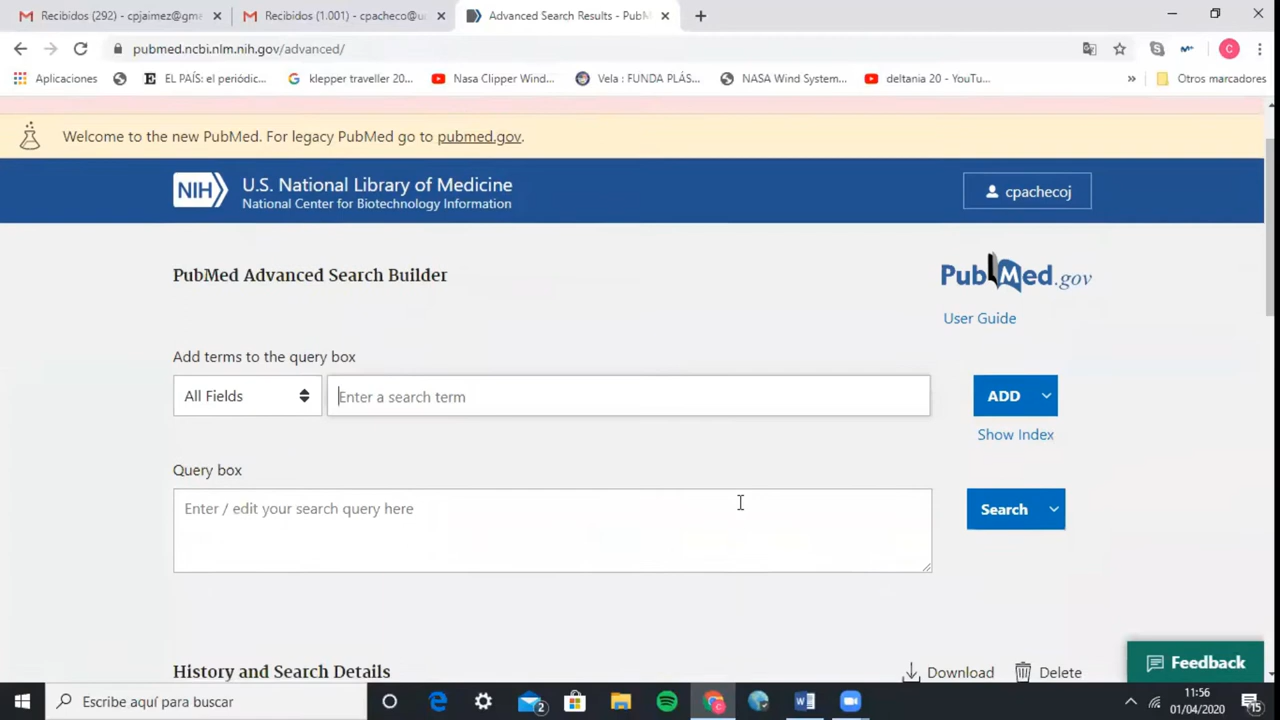 Recibidos (292) - cpjaimez@gma
Recibidos (1.001) - cpacheco@u
Advanced Search Results - PubM
pubmed.ncbi.nlm.nih.gov/advanced/
C
Aplicaciones
EL PAÍS: el periódic...
klepper traveller 20...
Nasa Clipper Win...
Vela : FUNDA PLÁS...
NASA Wind System...
deltania 20 - YouTu...
»
Otros marcadores
Welcome to the new PubMed. For legacy PubMed go to pubmed.gov.
NIH
U.S. National Library of Medicine
National Center for Biotechnology Information
cpachecoj
PubMed Advanced Search Builder
PubMed.gov
User Guide
Add terms to the query box
All Fields
Enter a search term
ADD
Show Index
Query box
Enter / edit your search query here
Search
History and Search Details
Download
Delete
Feedback
Escribe aquí para buscar
2
11:56
01/04/2020
15